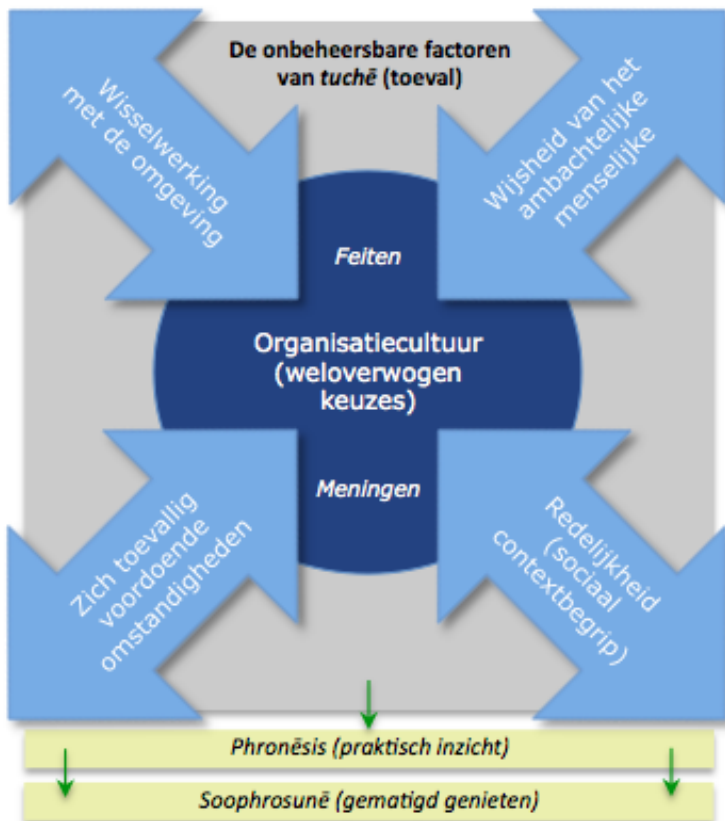 De onbeheersbare factoren
van tuchē (toeval)
Wisselwerking
met de omgeving
Wijsheid van het
ambachtelijke
menselijke
Feiten
Organisatiecultuur
(weloverwogen
keuzes)
Meningen
Zich toevallig
voordoende
omstandigheden
Redelijkheid
(sociaal
contextbegrip)
Phronēsis (praktisch inzicht)
Soophrosunē (gematigd genieten)